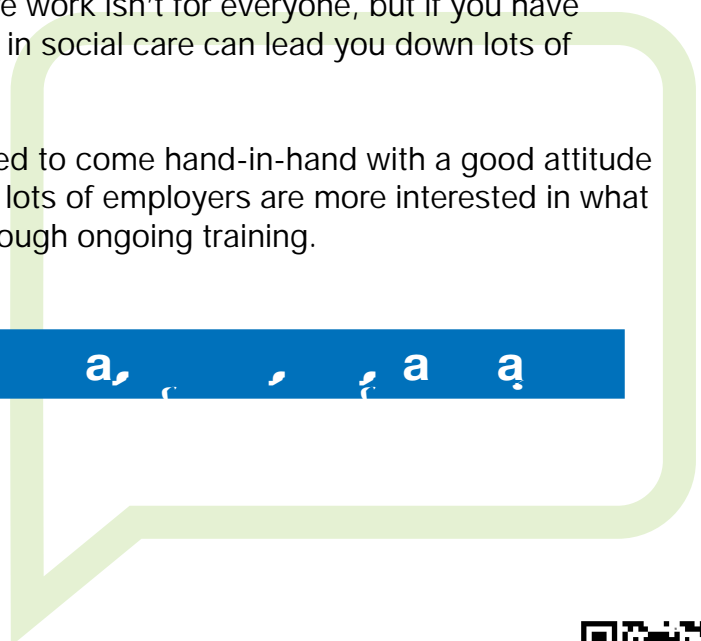 e work isn't for everyone, but if you have
in social care can lead you down lots of
ed to come hand-in-hand with a good attitude
lots of employers are more interested in what
ough ongoing training.